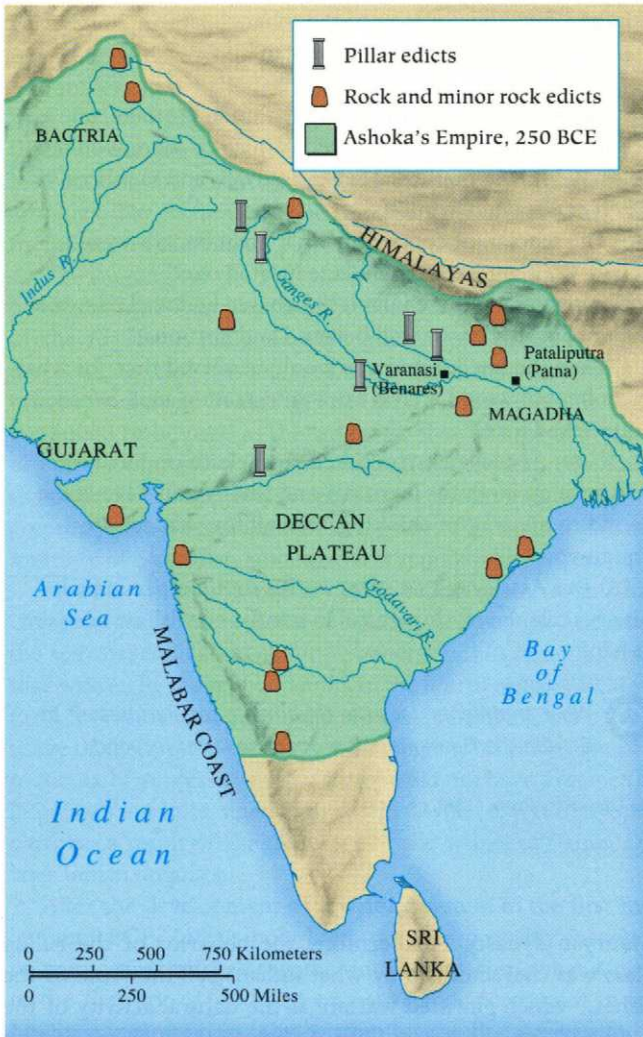 Pillar edicts
Rock and minor rock edicts
Ashoka's Empire, 250 BCE
BACTRIA
HIMALAYAS
Indus R.
Ganges R.
Varanasi
(Benares)
Pataliputra
(Patna)
MAGADHA
GUJARAT
DECCAN
PLATEAU
Arabian
Sea
Godavari R.
MALABAR COAST
Bay
of
Bengal
Indian
Ocean
SRI
LANKA
0 250 500 750 Kilometers
0 250 500 Miles